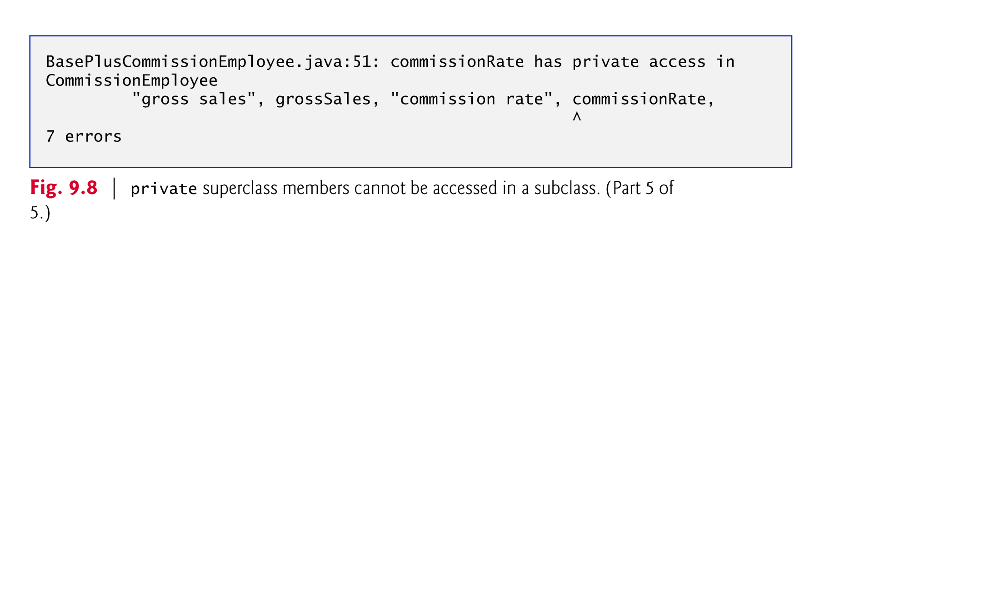 BasePlusCommissionEmployee.java:51: commissionRate has private access in
CommissionEmployee
         "gross sales", grossSales, "commission rate", commissionRate,
                                                       ^
7 errors
Fig. 9.8 | private superclass members cannot be accessed in a subclass. (Part 5 of
5.)